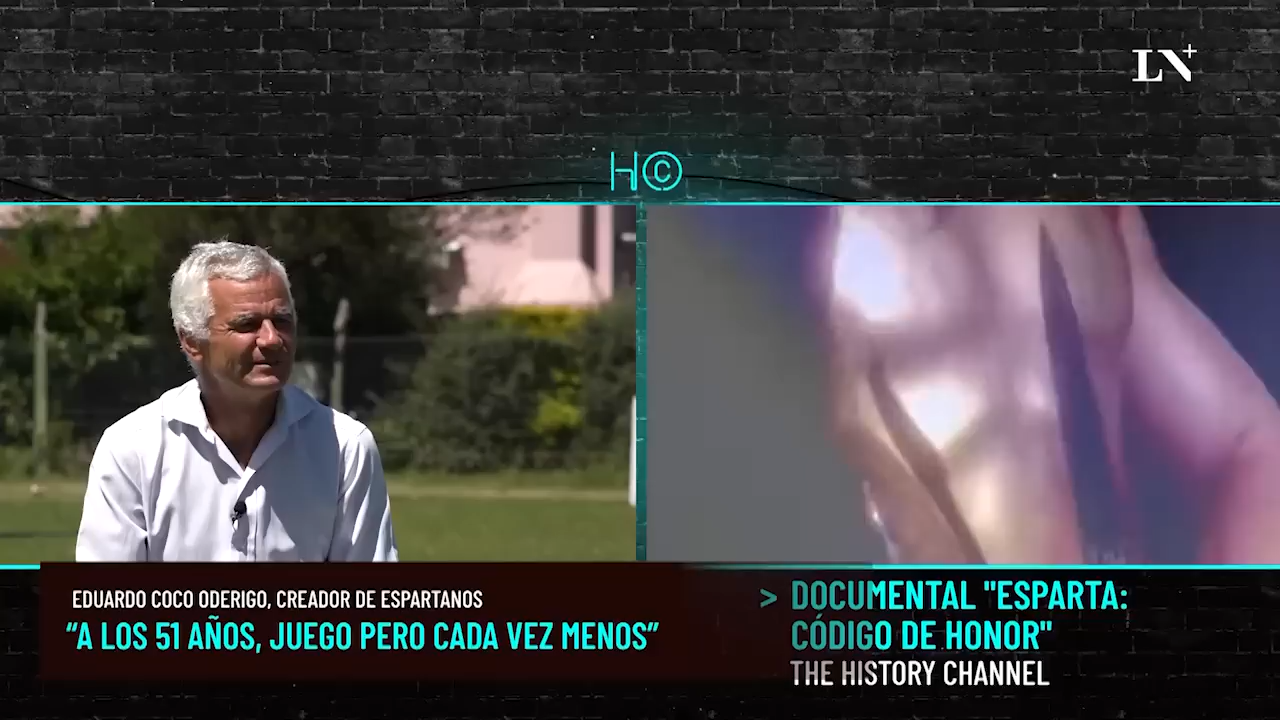 LN+
H©
EDUARDO COCO ODERIGO, CREADOR DE ESPARTANOS
“A LOS 51 AÑOS, JUEGO PERO CADA VEZ MENOS”
> DOCUMENTAL "ESPARTA:
CÓDIGO DE HONOR"
THE HISTORY CHANNEL